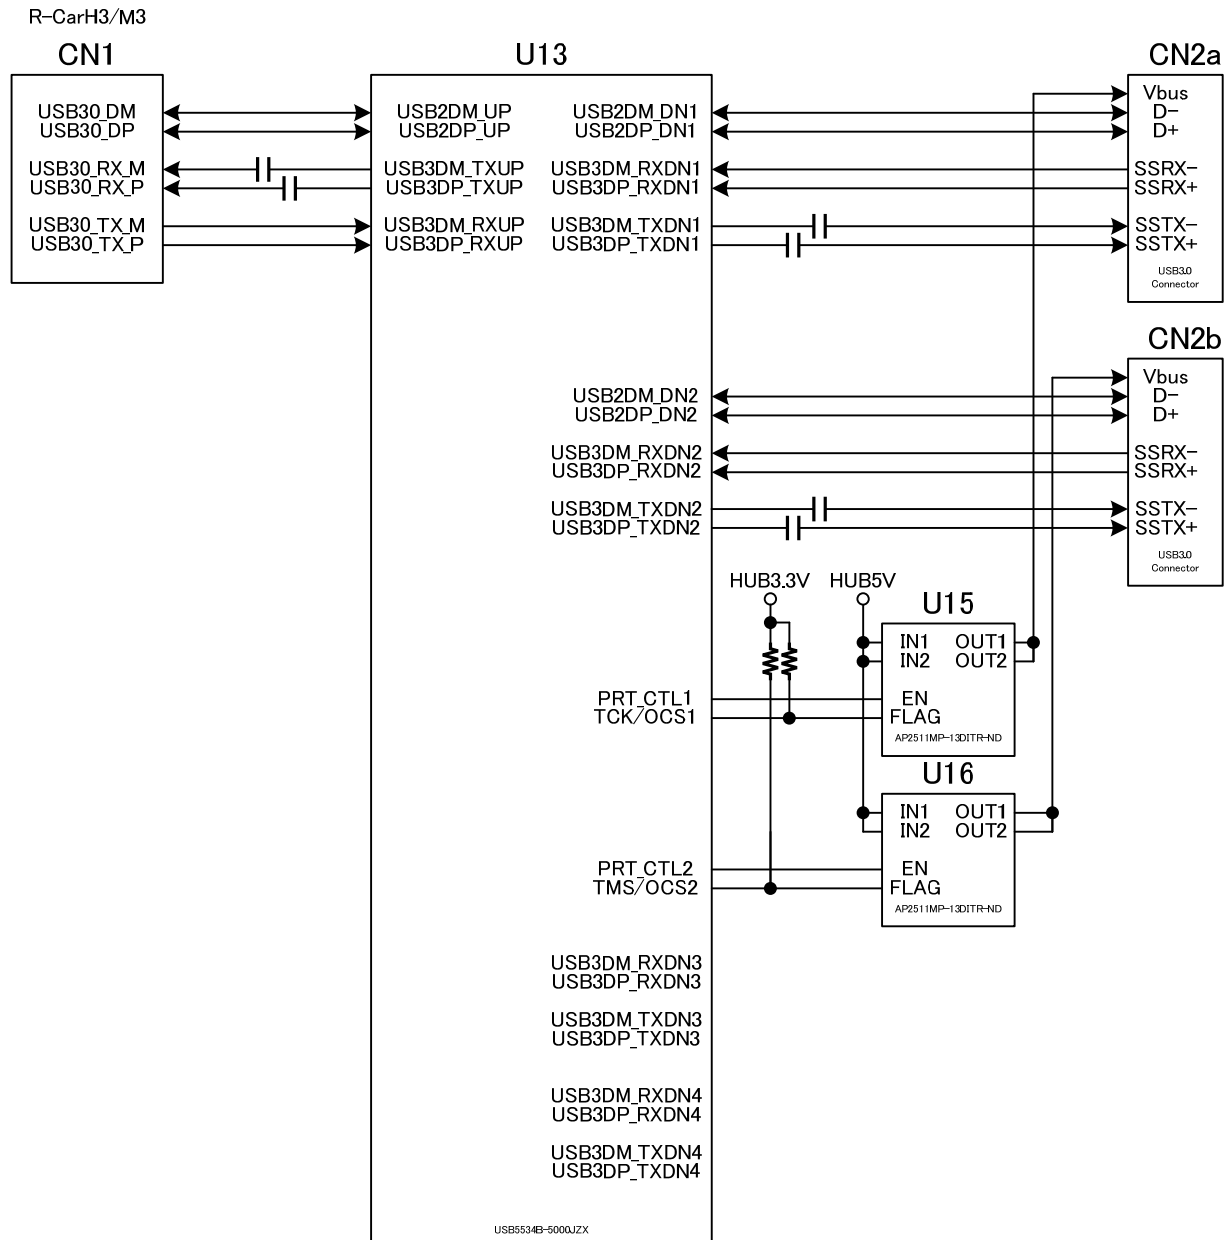 R-CarH3/M3
CN1
USB30_DM
USB30_DP
USB30_RX_M
USB30_RX_P
USB30_TX_M
USB30_TX_P
U13
USB2DM_UP
USB2DP_UP
USB3DM_TXUP
USB3DP_TXUP
USB3DM_RXUP
USB3DP_RXUP
USB2DM_DN1
USB2DP_DN1
USB3DM_RXDN1
USB3DP_RXDN1
USB3DM_TXDN1
USB3DP_TXDN1
USB2DM_DN2
USB2DP_DN2
USB3DM_RXDN2
USB3DP_RXDN2
USB3DM_TXDN2
USB3DP_TXDN2
PRT_CTL1
TCK/OCS1
PRT_CTL2
TMS/OCS2
USB3DM_RXDN3
USB3DP_RXDN3
USB3DM_TXDN3
USB3DP_TXDN3
USB3DM_RXDN4
USB3DP_RXDN4
USB3DM_TXDN4
USB3DP_TXDN4
USB5534B-5000JZX
CN2a
Vbus
D-
D+
SSRX-
SSRX+
SSTX-
SSTX+
USB3.0
Connector
CN2b
Vbus
D-
D+
SSRX-
SSRX+
SSTX-
SSTX+
USB3.0
Connector
HUB3.3V
HUB5V
U15
IN1 OUT1
IN2 OUT2
EN
FLAG
AP2511MP-13DITR-ND
U16
IN1 OUT1
IN2 OUT2
EN
FLAG
AP2511MP-13DITR-ND